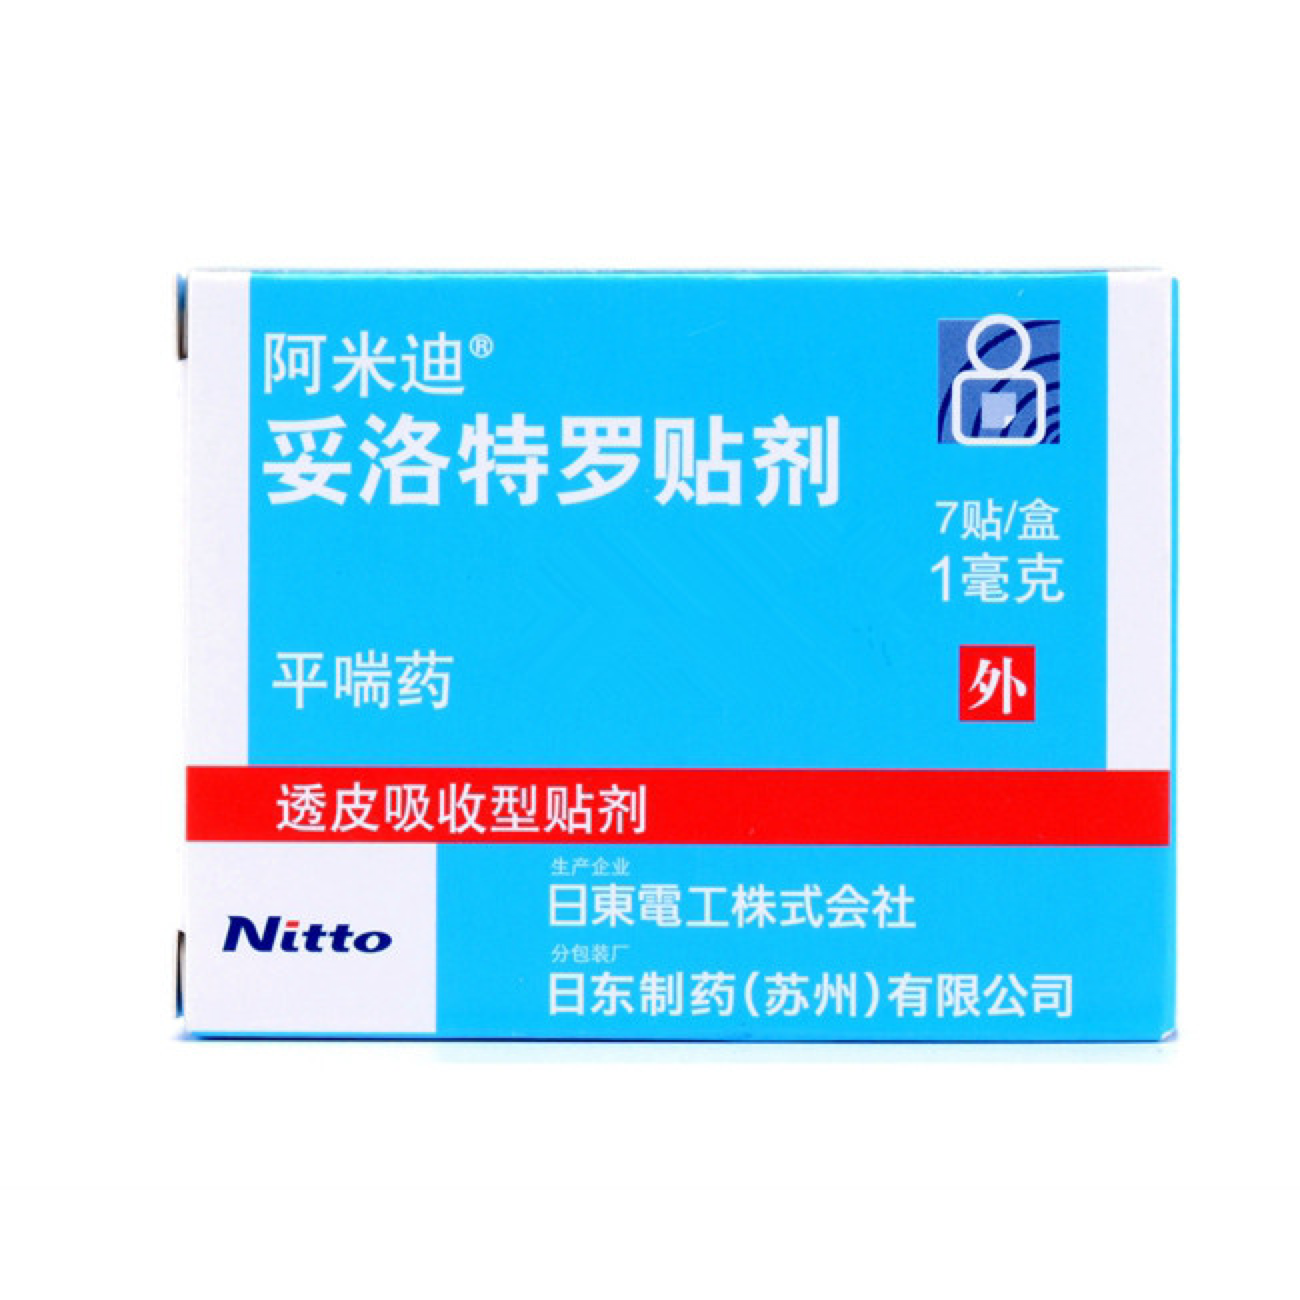 阿米迪®
妥洛特罗贴剂
7贴/盒
1毫克
平喘药
外
透皮吸收型贴剂
Nitto
生产企业
日東電工株式会社
分包装厂
日东制药(苏州)有限公司